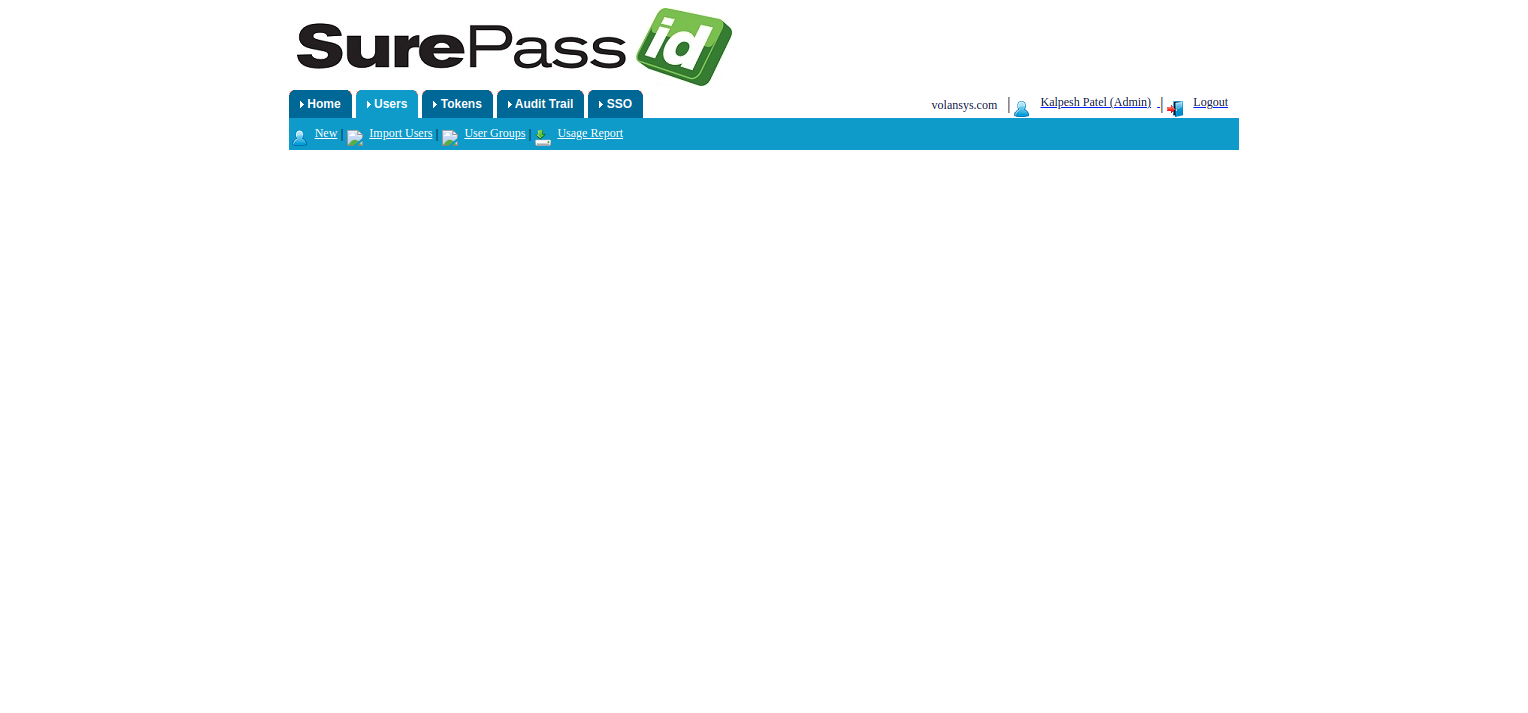 SurePass id
Home Users Tokens Audit Trail SSO volansys.com | Kalpesh Patel (Admin) | Logout
New | Import Users | User Groups | Usage Report